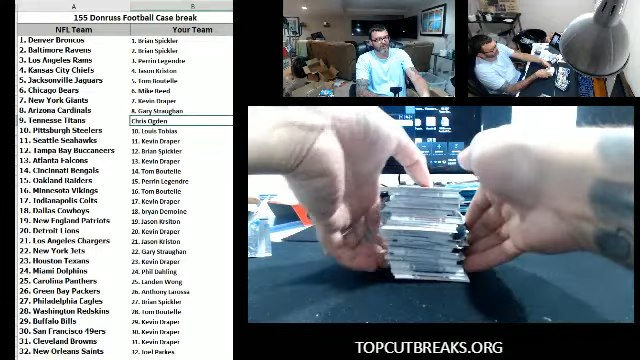 A B
155 Donruss Football Case break
NFL Team Your Team
1. Denver Broncos 1. Brian Spickler
2. Baltimore Ravens 2. Brian Spickler
3. Los Angeles Rams 3. Perrin Legendre
4. Kansas City Chiefs 4. Jason Kriston
5. Jacksonville Jaguars 5. Tom Boutelle
6. Chicago Bears 6. Mike Reed
7. New York Giants 7. Kevin Draper
8. Arizona Cardinals 8. Gary Straughan
9. Tennesse Titans Chris Ogden
10. Pittsburg Steelers 10. Louis Tobias
11. Seattle Seahawks 11. Kevin Draper
12. Tampa Bay Buccaneers 12. Brian Spickler
13. Atlanta Falcons 13. Kevin Draper
14. Cincinnati Bengals 14. Tom Boutelle
15. Oakland Raiders 15. Perrin Legendre
16. Minnesota Vikings 16. Tom Boutelle
17. Indianapolis Colts 17. Kevin Draper
18. Dallas Cowboys 18. bryan Demoine
19. New England Patriots 19. Jason Kriston
20. Detroit Lions 20. Kevin Draper
21. Los Angeles Chargers 21. Jason Kriston
22. New York Jets 22. Gary Straughan
23. Houston Texans 23. Kevin Draper
24. Miami Dolphins 24. Phil Dahling
25. Carolina Panthers 25. Landen Wong
26. Green Bay Packers 26. Anthony Larossa
27. Philadelphia Eagles 27. Brian Spickler
28. Washington Redskins 28. Tom Boutelle
29. Buffalo Bills 29. Kevin Draper
30. San Francisco 49ers 30. Kevin Draper
31. Cleveland Browns 31. Kevin Draper
32. New Orleans Saints 32. Joel Parkes
TOPCUTBREAKS.ORG